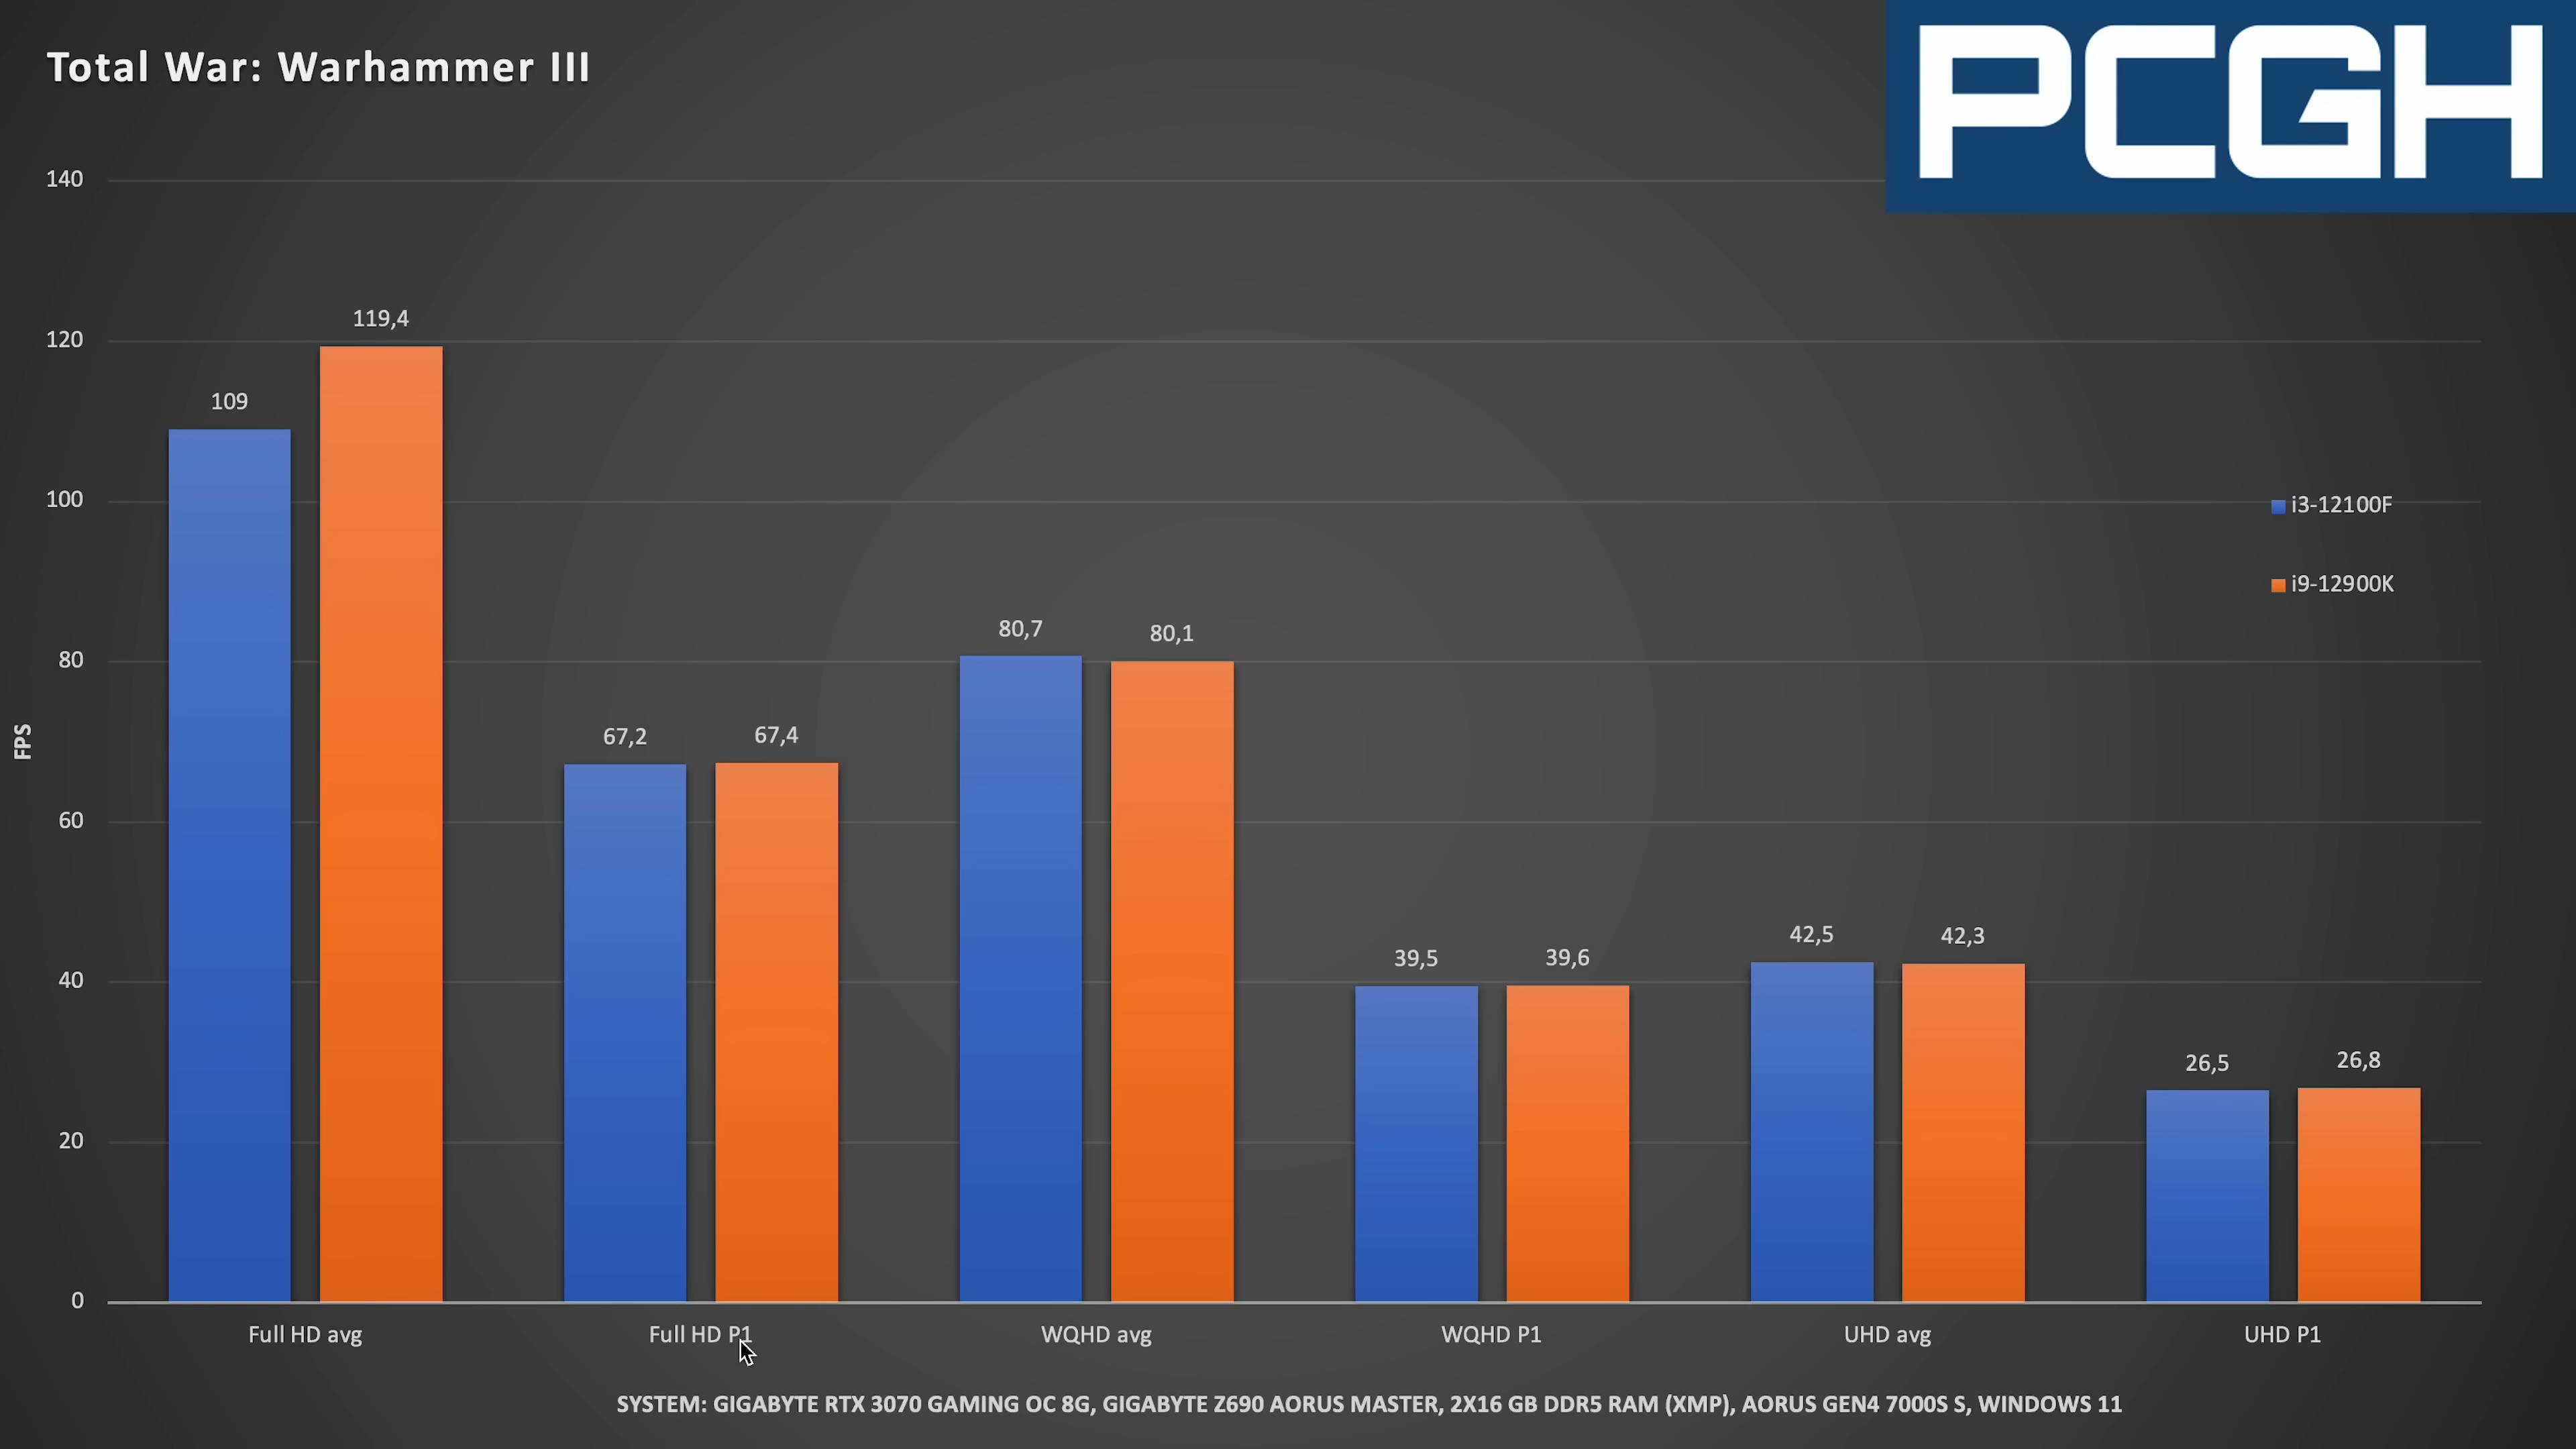 Total War: Warhammer III
PCGH
140
120
100
80
60
40
20
0
FPS
109
119,4
67,2
67,4
80,7
80,1
39,5
39,6
42,5
42,3
26,5
26,8
i3-12100F
i9-12900K
Full HD avg
Full HD P1
WQHD avg
WQHD P1
UHD avg
UHD P1
SYSTEM: GIGABYTE RTX 3070 GAMING OC 8G, GIGABYTE Z690 AORUS MASTER, 2X16 GB DDR5 RAM (XMP), AORUS GEN4 7000S S, WINDOWS 11